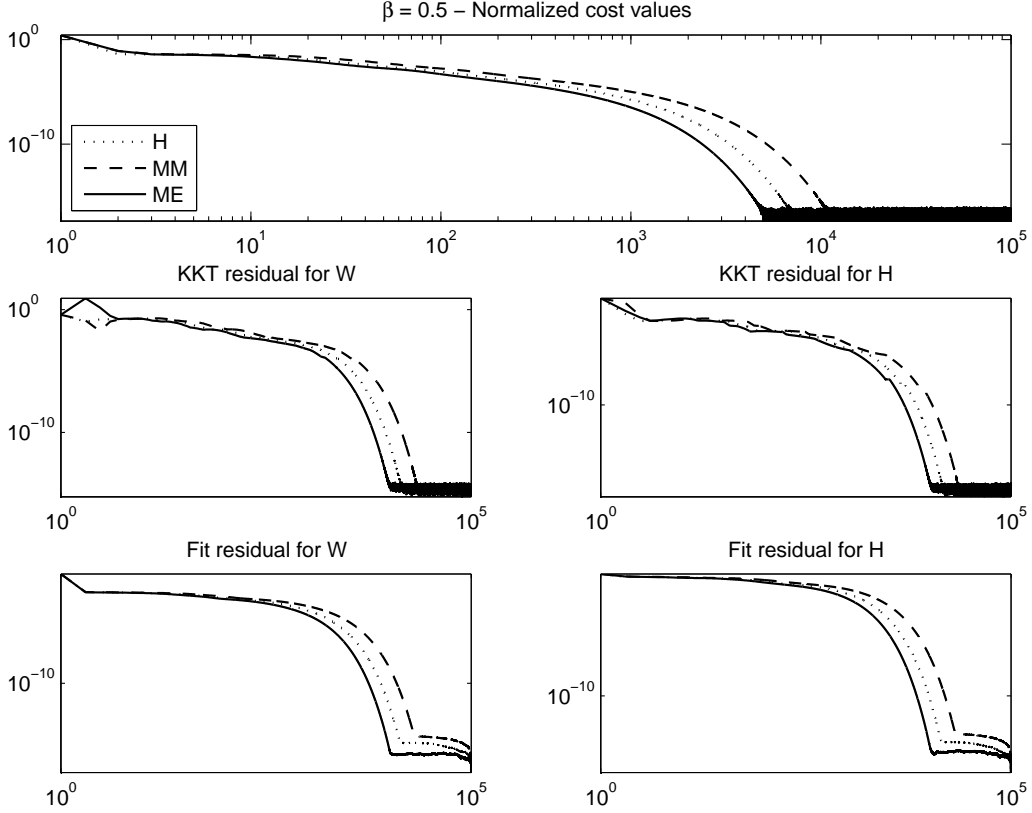 β = 0.5 − Normalized cost values
10^0
10^−10
H
MM
ME
10^0 10^1 10^2 10^3 10^4 10^5
KKT residual for W
10^0
10^−10
10^0 10^5
KKT residual for H
10^−10
10^0 10^5
Fit residual for W
10^−10
10^0 10^5
Fit residual for H
10^−10
10^0 10^5